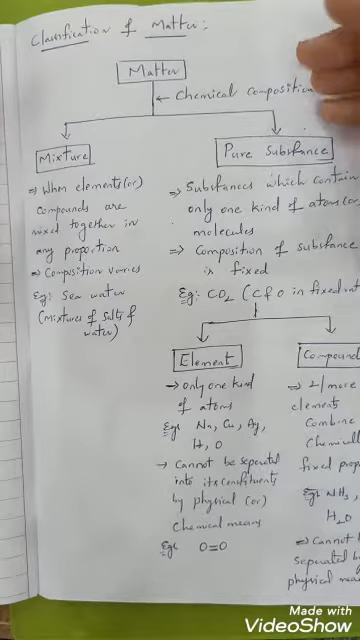 Classification of Matter:
Matter
← Chemical composition
Mixture
⇒ When elements (or)
compounds are
mixed together in
any proportion
⇒ Composition varies
Eg: Sea water
(Mixtures of Salts &
water)
Pure Substance
⇒ Substances which contain
only one kind of atoms (or)
molecules
⇒ Composition of substance
is fixed
Eg: CO2 (C & O in fixed
Element
→ only one kind
of atoms
Eg: Na, Cu, Ag,
H, O
→ Cannot be separated
into its constituents
by physical (or)
Chemical means
Eg: O=O
Compound
⇒ 2/more
elements
Combine
fixed
Eg: NH3,
H2O
⇒ Cannot
separated
physical
Made with
VideoShow